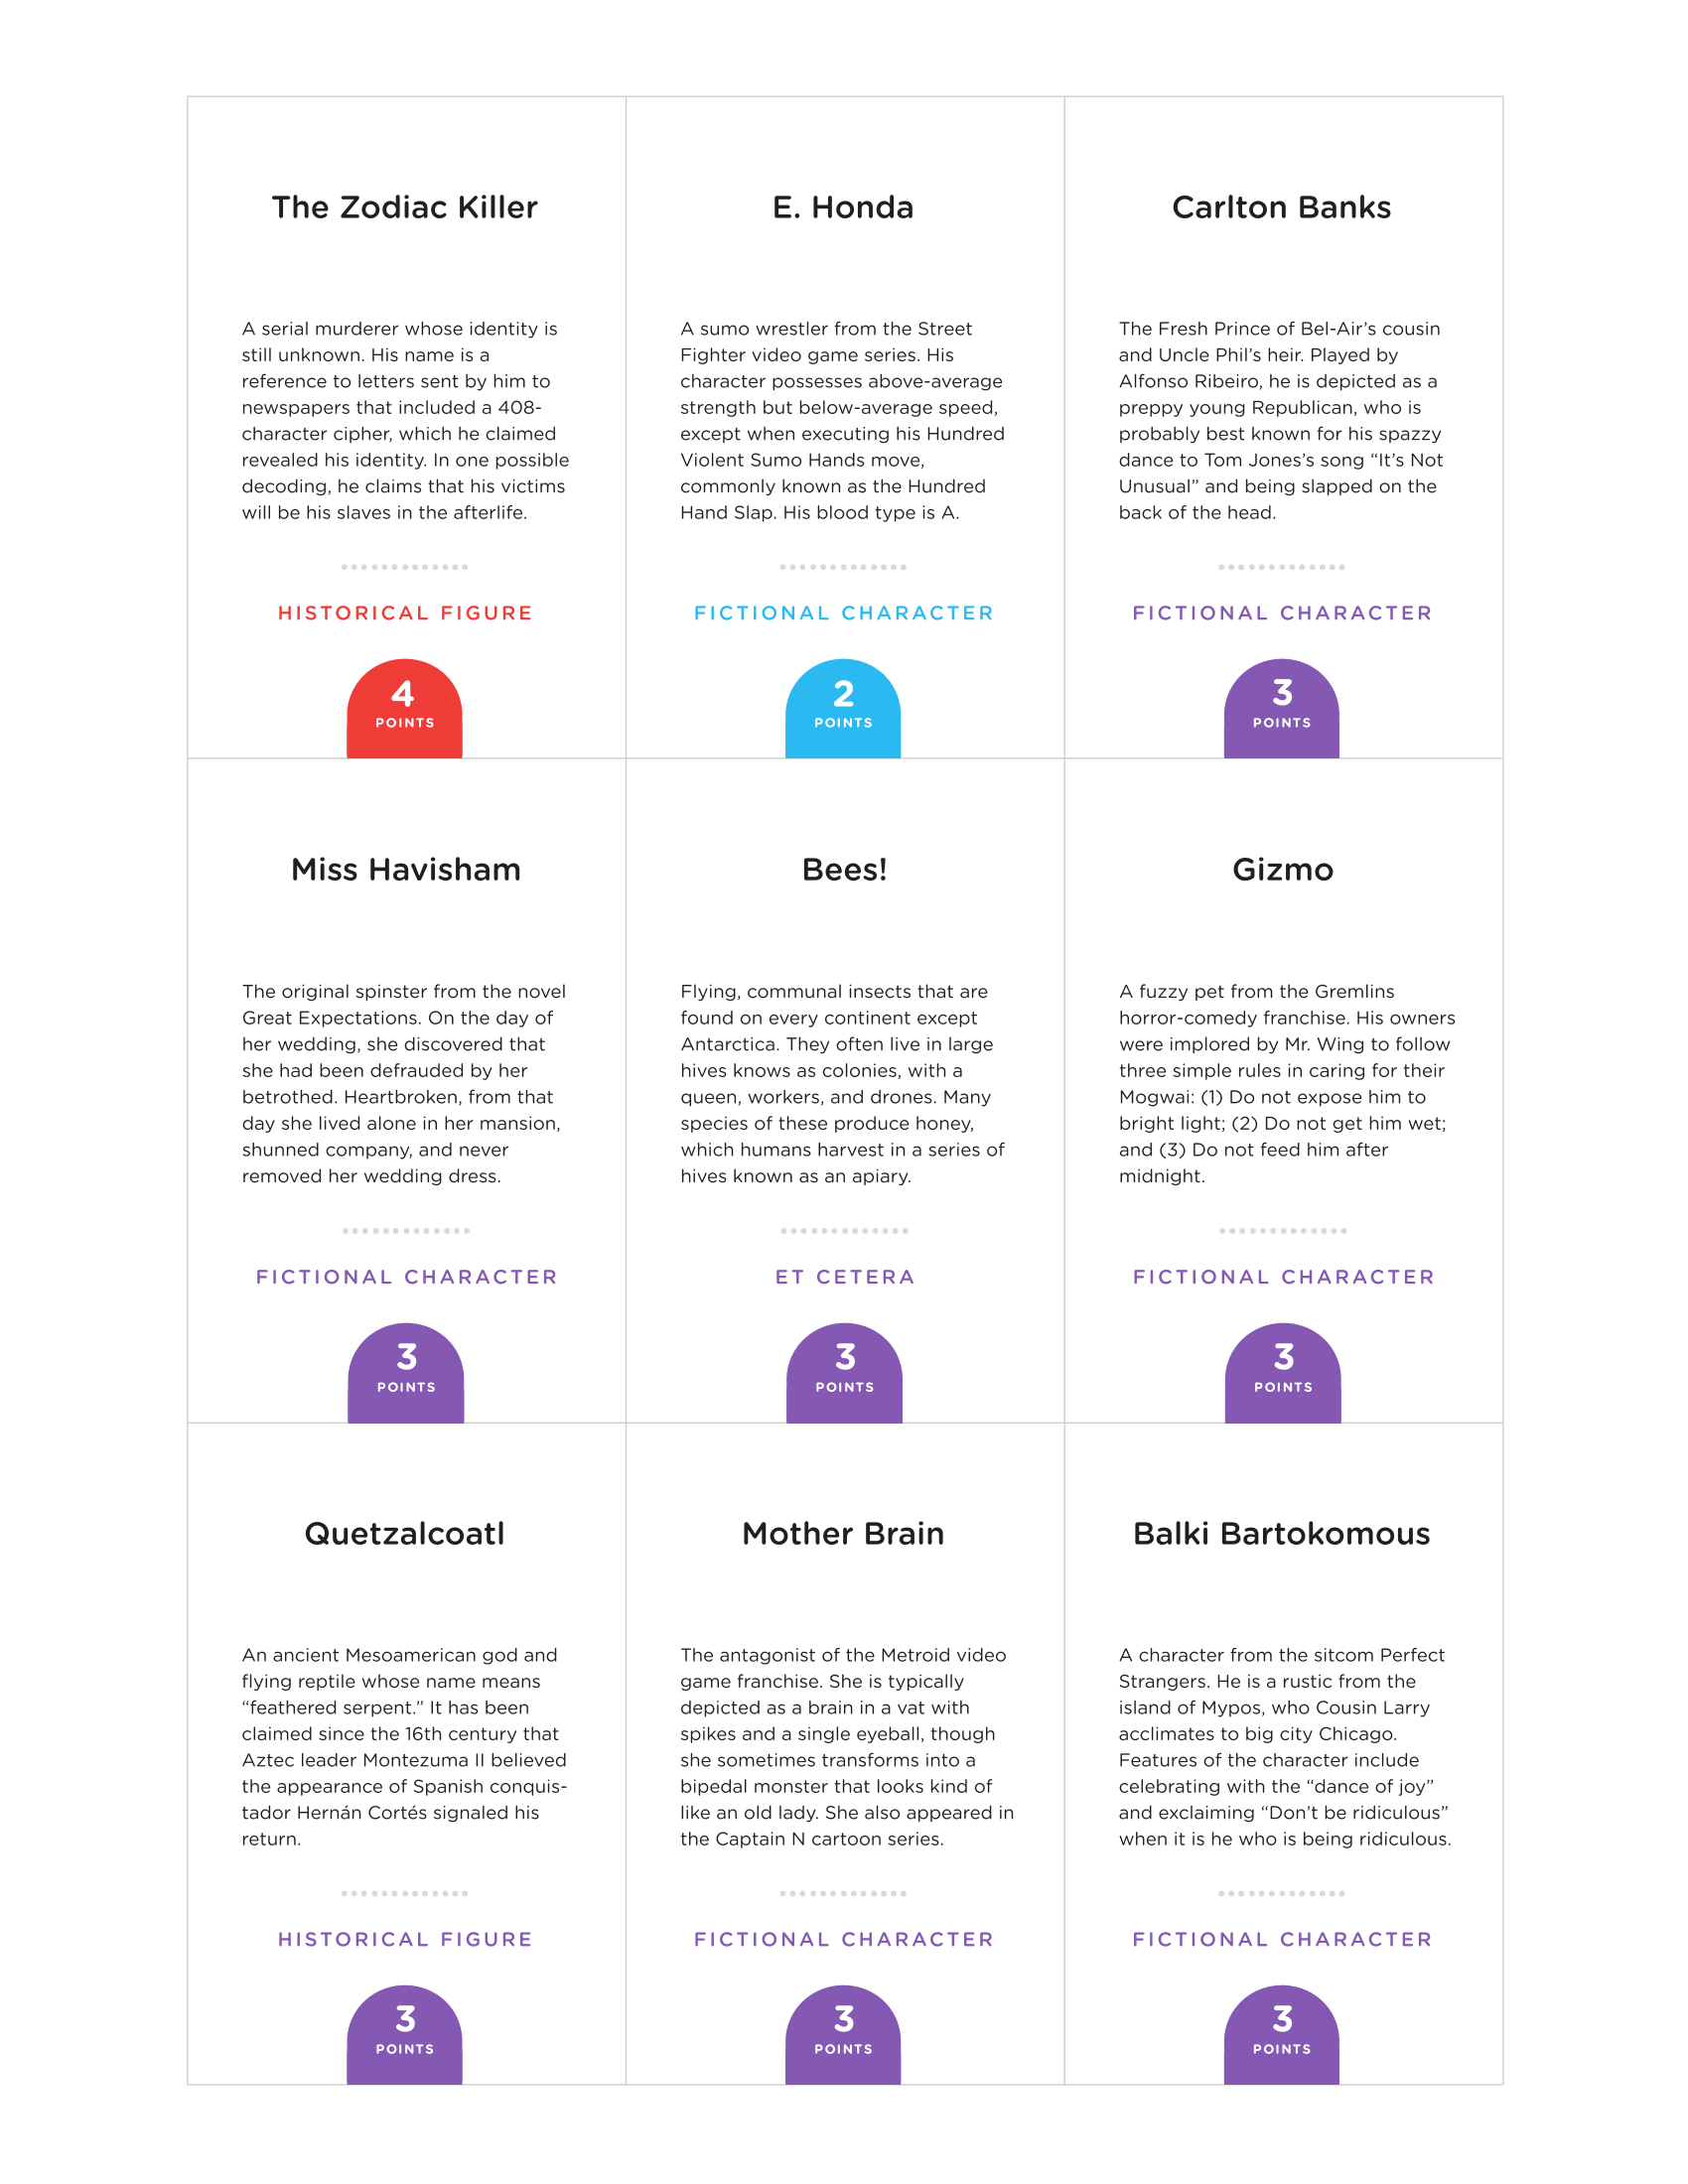 The Zodiac Killer
A serial murderer whose identity is
still unknown. His name is a
reference to letters sent by him to
newspapers that included a 408-
character cipher, which he claimed
revealed his identity. In one possible
decoding, he claims that his victims
will be his slaves in the afterlife.
HISTORICAL FIGURE
4
POINTS
E. Honda
A sumo wrestler from the Street
Fighter video game series. His
character possesses above-average
strength but below-average speed,
except when executing his Hundred
Violent Sumo Hands move,
commonly known as the Hundred
Hand Slap. His blood type is A.
FICTIONAL CHARACTER
2
POINTS
Carlton Banks
The Fresh Prince of Bel-Air’s cousin
and Uncle Phil’s heir. Played by
Alfonso Ribeiro, he is depicted as a
preppy young Republican, who is
probably best known for his spazzy
dance to Tom Jones’s song “It’s Not
Unusual” and being slapped on the
back of the head.
FICTIONAL CHARACTER
3
POINTS
Miss Havisham
The original spinster from the novel
Great Expectations. On the day of
her wedding, she discovered that
she had been defrauded by her
betrothed. Heartbroken, from that
day she lived alone in her mansion,
shunned company, and never
removed her wedding dress.
FICTIONAL CHARACTER
3
POINTS
Bees!
Flying, communal insects that are
found on every continent except
Antarctica. They often live in large
hives knows as colonies, with a
queen, workers, and drones. Many
species of these produce honey,
which humans harvest in a series of
hives known as an apiary.
ET CETERA
3
POINTS
Gizmo
A fuzzy pet from the Gremlins
horror-comedy franchise. His owners
were implored by Mr. Wing to follow
three simple rules in caring for their
Mogwai: (1) Do not expose him to
bright light; (2) Do not get him wet;
and (3) Do not feed him after
midnight.
FICTIONAL CHARACTER
3
POINTS
Quetzalcoatl
An ancient Mesoamerican god and
flying reptile whose name means
“feathered serpent.” It has been
claimed since the 16th century that
Aztec leader Montezuma II believed
the appearance of Spanish conquis-
tador Hernán Cortés signaled his
return.
HISTORICAL FIGURE
3
POINTS
Mother Brain
The antagonist of the Metroid video
game franchise. She is typically
depicted as a brain in a vat with
spikes and a single eyeball, though
she sometimes transforms into a
bipedal monster that looks kind of
like an old lady. She also appeared in
the Captain N cartoon series.
FICTIONAL CHARACTER
3
POINTS
Balki Bartokomous
A character from the sitcom Perfect
Strangers. He is a rustic from the
island of Mypos, who Cousin Larry
acclimates to big city Chicago.
Features of the character include
celebrating with the “dance of joy”
and exclaiming “Don’t be ridiculous”
when it is he who is being ridiculous.
FICTIONAL CHARACTER
3
POINTS